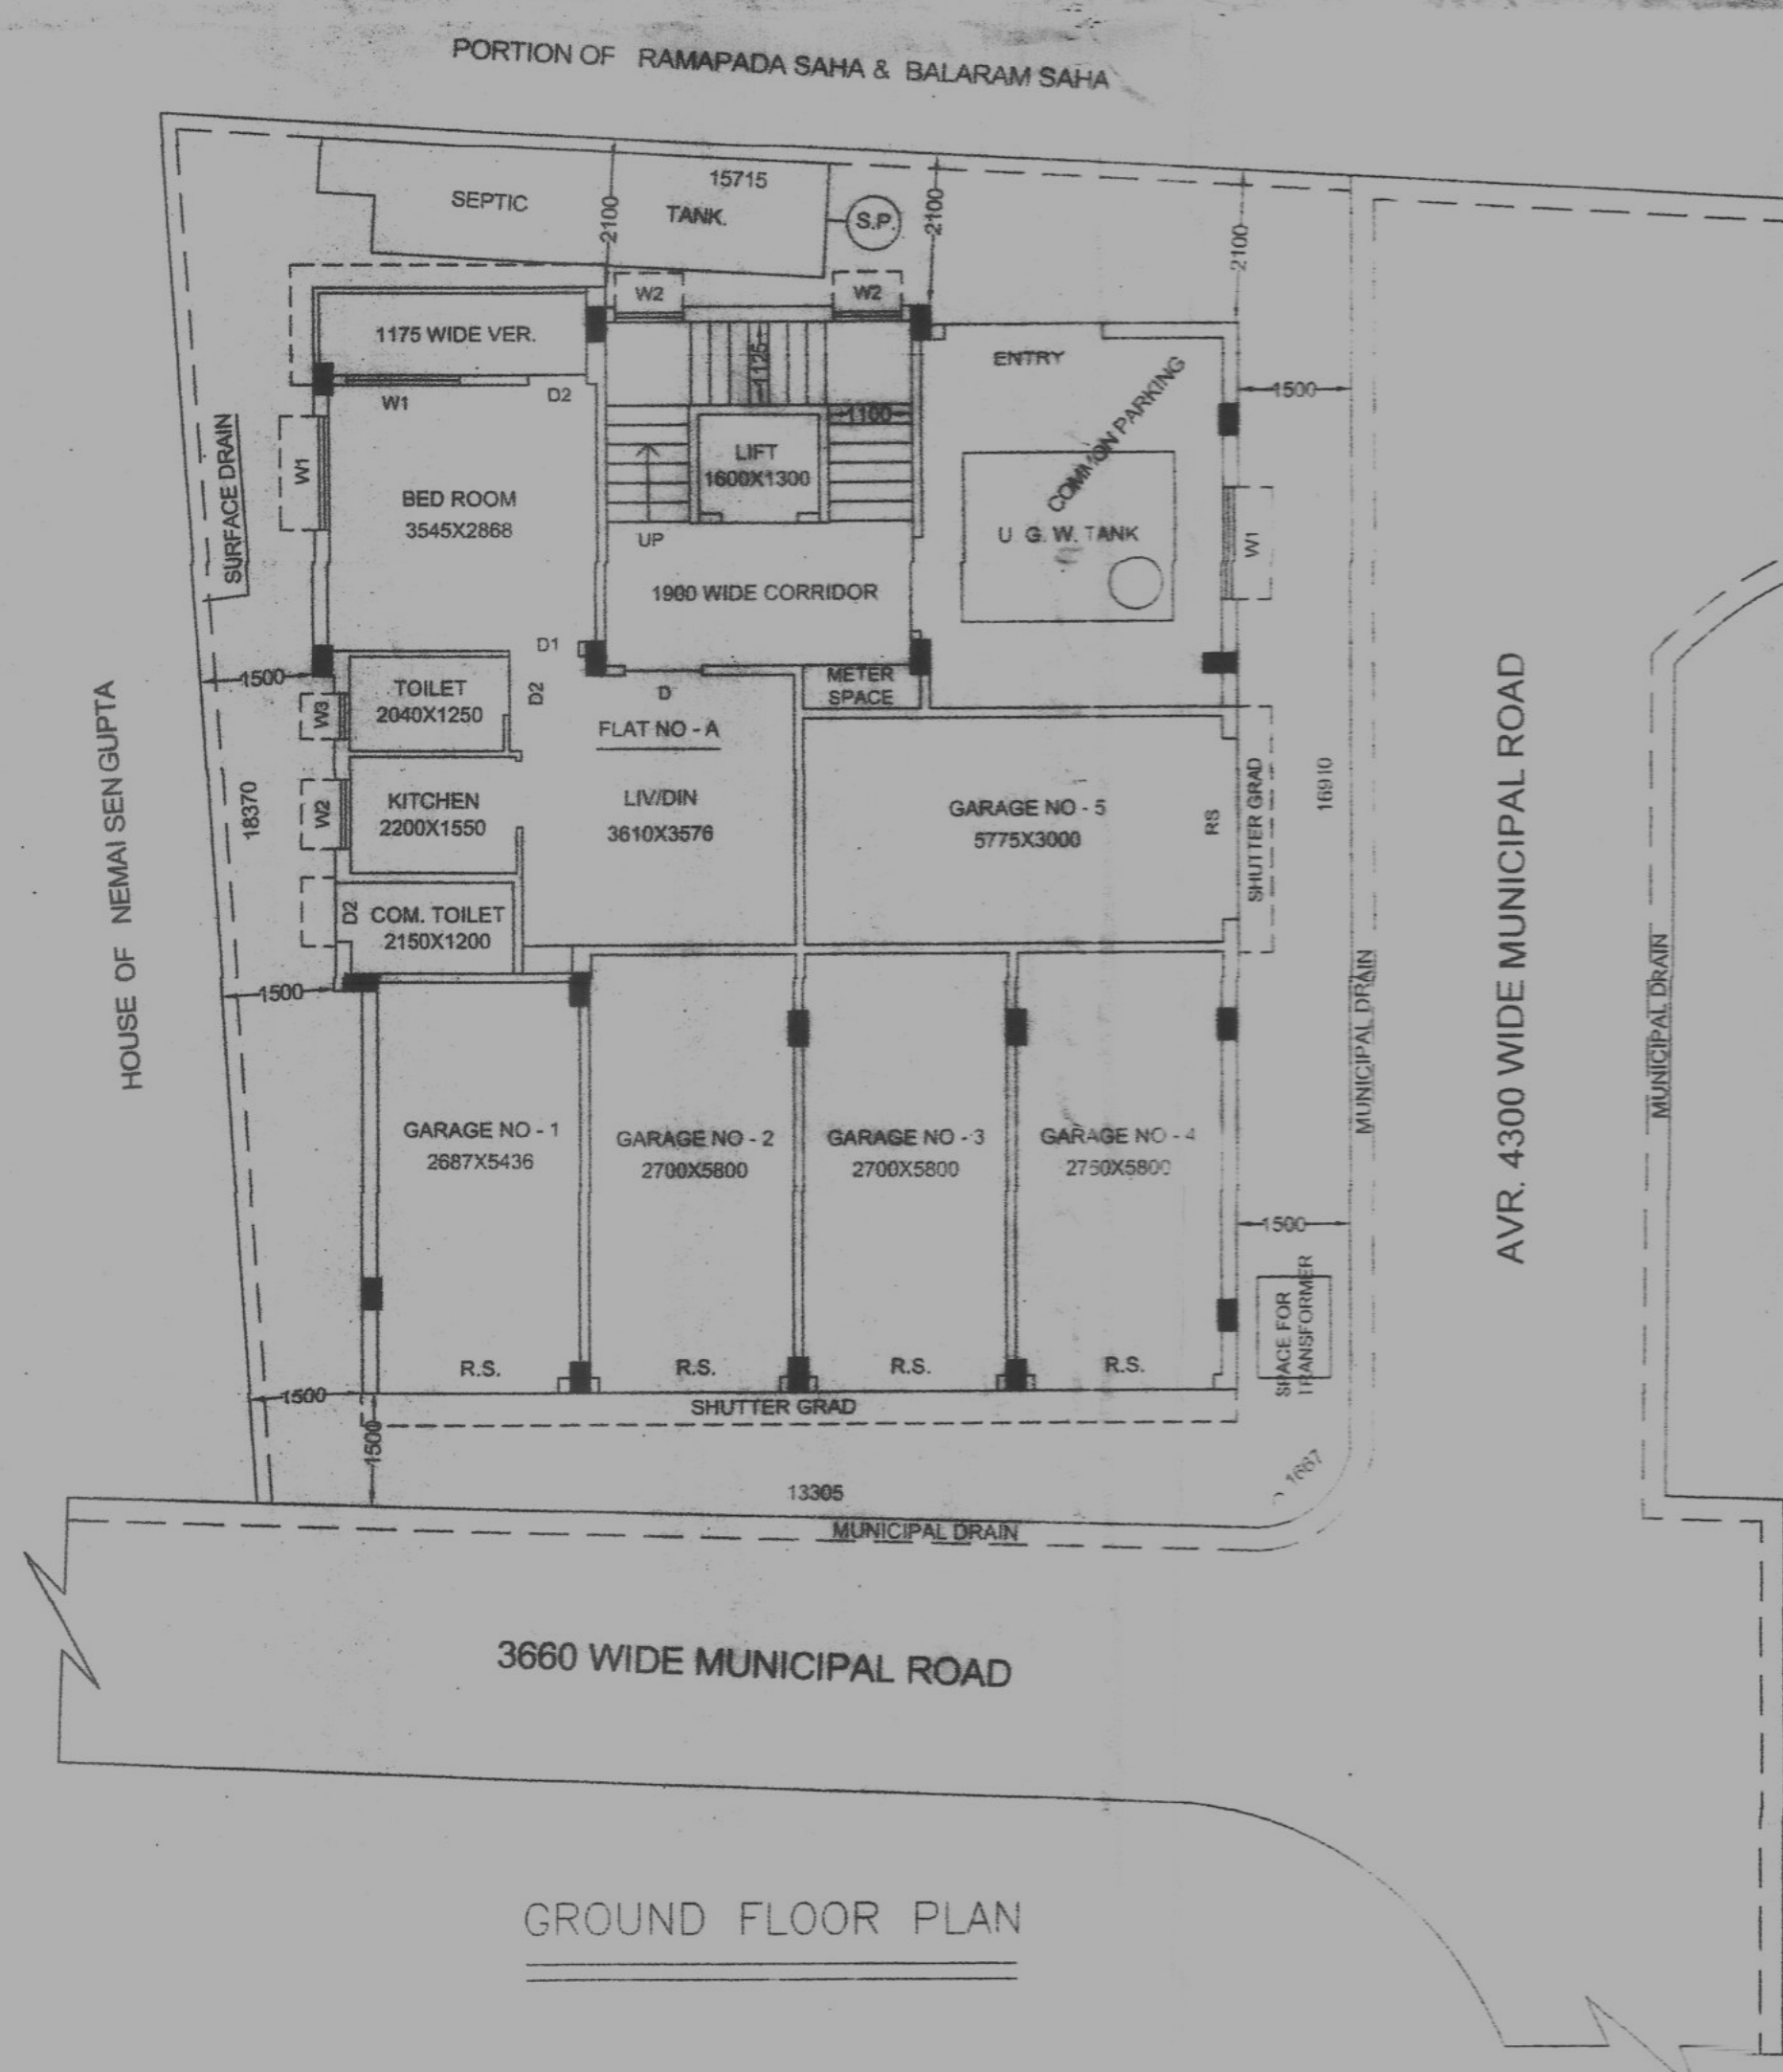 PORTION OF RAMAPADA SAHA & BALARAM SAHA
15715
SEPTIC TANK.
S.P.
2100
2100
2100
W2
W2
1175 WIDE VER.
1125
ENTRY
COMMON PARKING
1500
W1
D2
1100
SURFACE DRAIN
W1
LIFT
1600X1300
BED ROOM
3545X2868
U G. W. TANK
W1
UP
1900 WIDE CORRIDOR
D1
1500
TOILET
2040X1250
D2
D
METER
SPACE
W3
FLAT NO - A
HOUSE OF NEMAI SEN GUPTA
18370
W2
KITCHEN
2200X1550
LIV/DIN
3610X3576
GARAGE NO - 5
5775X3000
RS
SHUTTER GRAD
16910
AVR. 4300 WIDE MUNICIPAL ROAD
D2
COM. TOILET
2150X1200
1500
MUNICIPAL DRAIN
MUNICIPAL DRAIN
GARAGE NO - 1
2687X5436
GARAGE NO - 2
2700X5800
GARAGE NO - 3
2700X5800
GARAGE NO - 4
2750X5800
1500
SPACE FOR
TRANSFORMER
R.S.
R.S.
R.S.
R.S.
1500
SHUTTER GRAD
1500
13305
1667
MUNICIPAL DRAIN
3660 WIDE MUNICIPAL ROAD
GROUND FLOOR PLAN